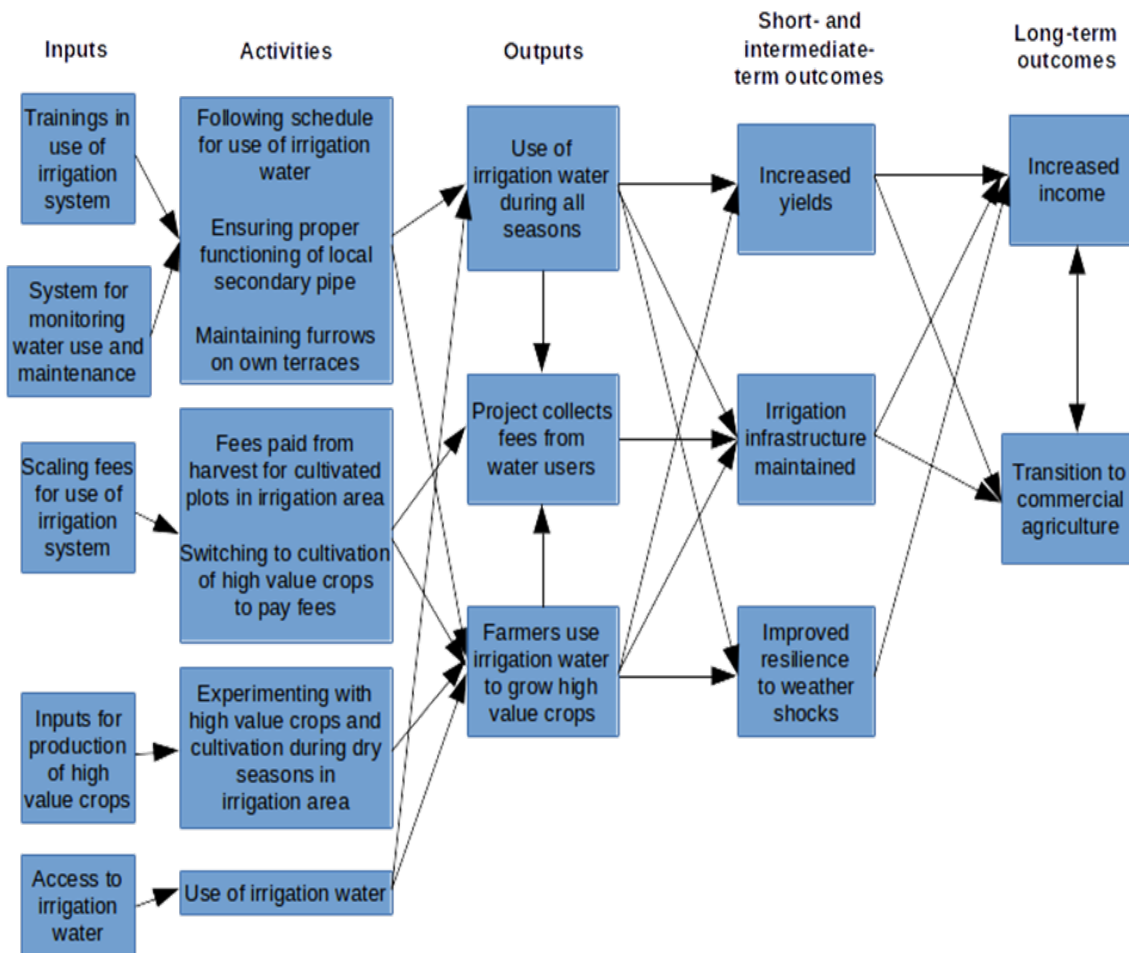 Inputs
Activities
Outputs
Short- and
intermediate-
term outcomes
Long-term
outcomes
Trainings in
use of
irrigation
system
System for
monitoring
water use and
maintenance
Scaling fees
for use of
irrigation
system
Inputs for
production
of high
value crops
Access to
irrigation
water
Following schedule
for use of irrigation
water
Ensuring proper
functioning of local
secondary pipe
Maintaining furrows
on own terraces
Fees paid from
harvest for cultivated
plots in irrigation area
Switching to cultivation
of high value crops
to pay fees
Experimenting with
high value crops and
cultivation during dry
seasons in
irrigation area
Use of irrigation water
Use of
irrigation water
during all
seasons
Project collects
fees from
water users
Farmers use
irrigation water
to grow high
value crops
Increased
yields
Irrigation
infrastructure
maintained
Improved
resilience
to weather
shocks
Increased
income
Transition to
commercial
agriculture